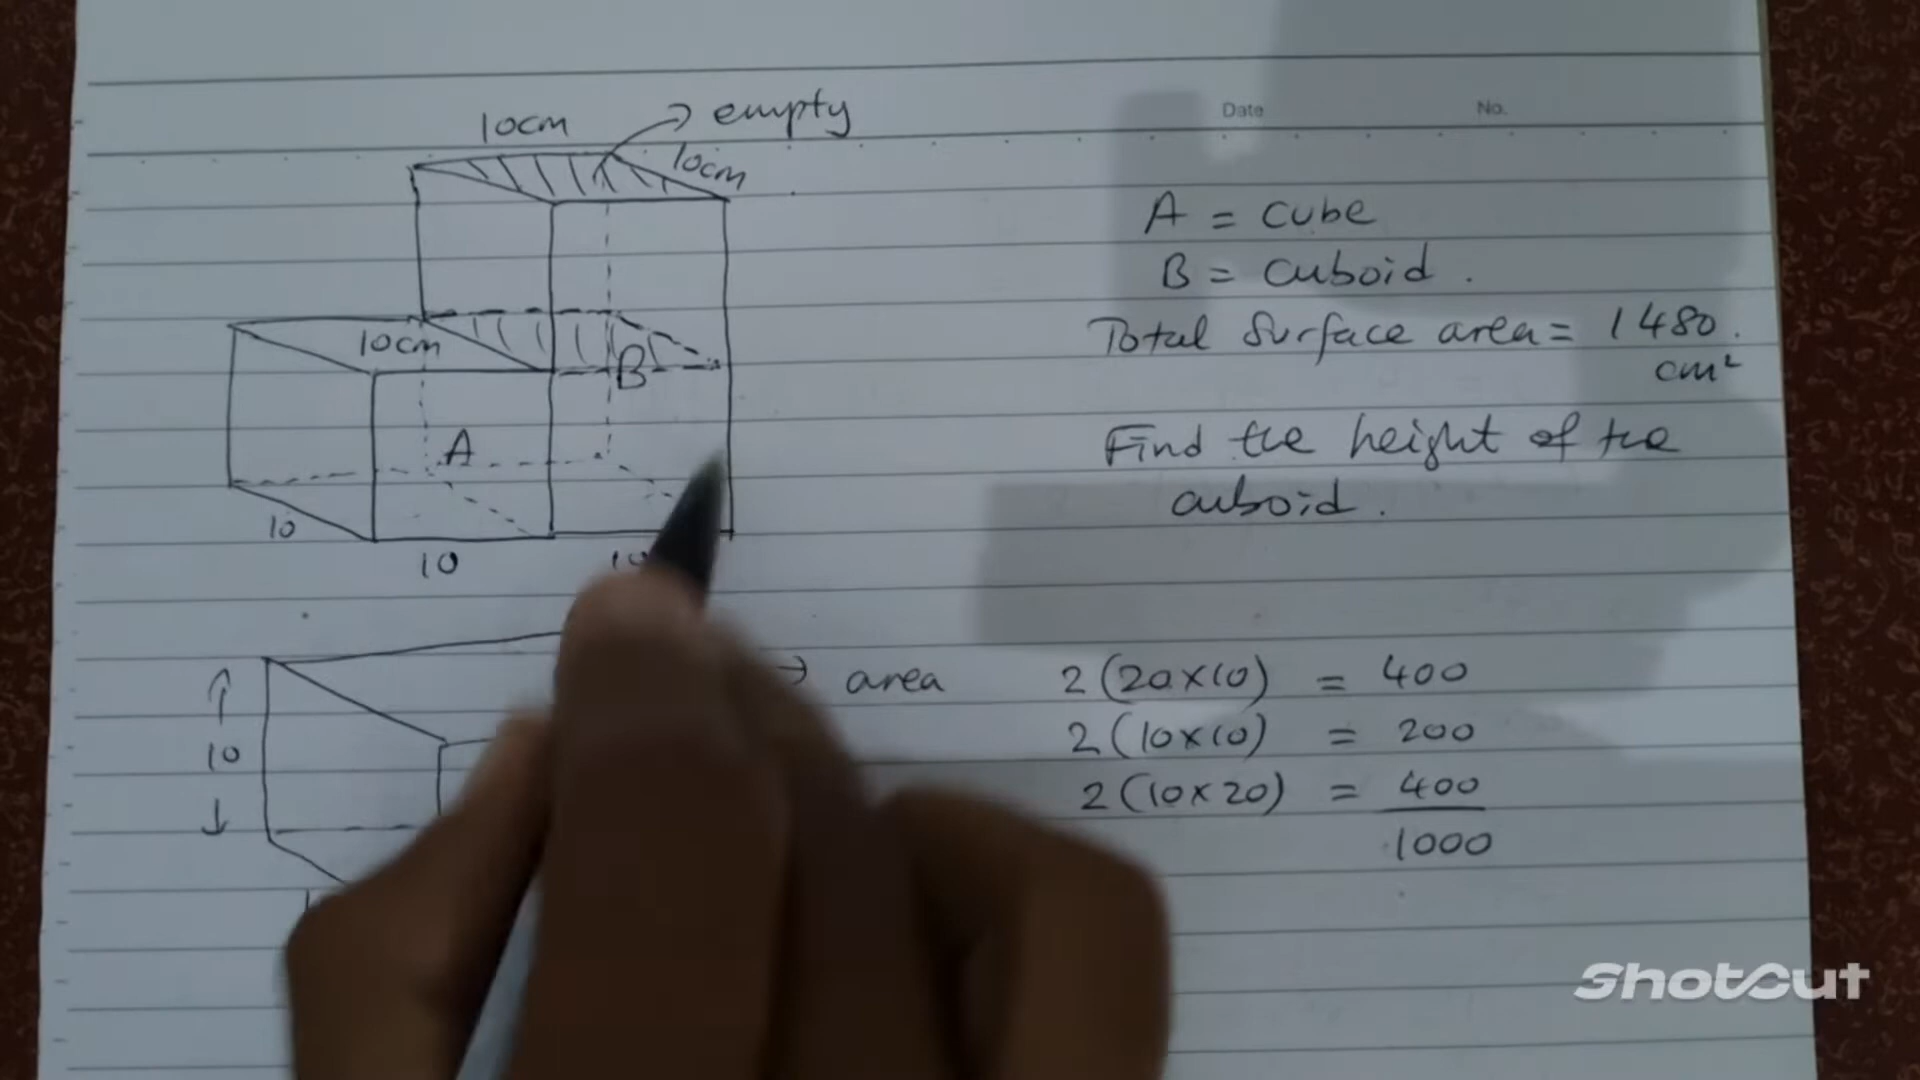 Date No.
10cm → empty
10cm
A = cube
B = cuboid.
Total Surface area = 1480.
cm²
10cm B
Find the height of the
cuboid.
A
10
10
→ area 2(20×10) = 400
10 2(10×10) = 200
2(10×20) = 400
1000
Shotcut